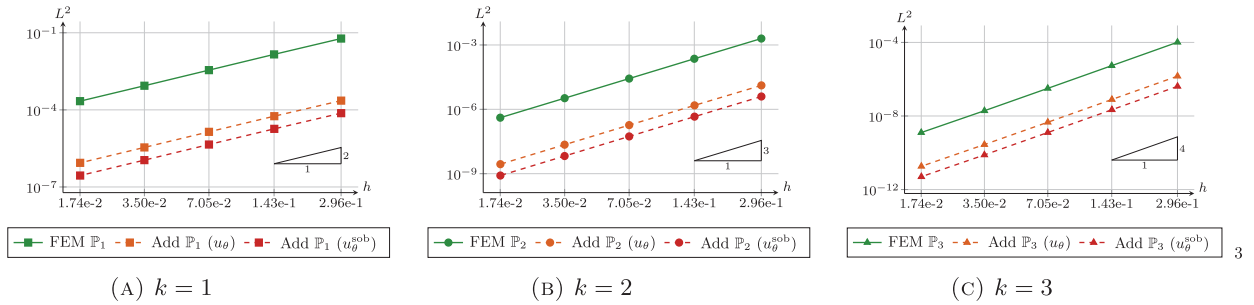 L²
10⁻¹
10⁻⁴
10⁻⁷
2
1
h
1.74e-2 3.50e-2 7.05e-2 1.43e-1 2.96e-1
FEM ℙ₁ Add ℙ₁ (u_θ) Add ℙ₁ (u_θ^sob)
(A) k = 1
L²
10⁻³
10⁻⁶
10⁻⁹
3
1
h
1.74e-2 3.50e-2 7.05e-2 1.43e-1 2.96e-1
FEM ℙ₂ Add ℙ₂ (u_θ) Add ℙ₂ (u_θ^sob)
(B) k = 2
L²
10⁻⁴
10⁻⁸
10⁻¹²
4
1
h
1.74e-2 3.50e-2 7.05e-2 1.43e-1 2.96e-1
FEM ℙ₃ Add ℙ₃ (u_θ) Add ℙ₃ (u_θ^sob)
3
(C) k = 3